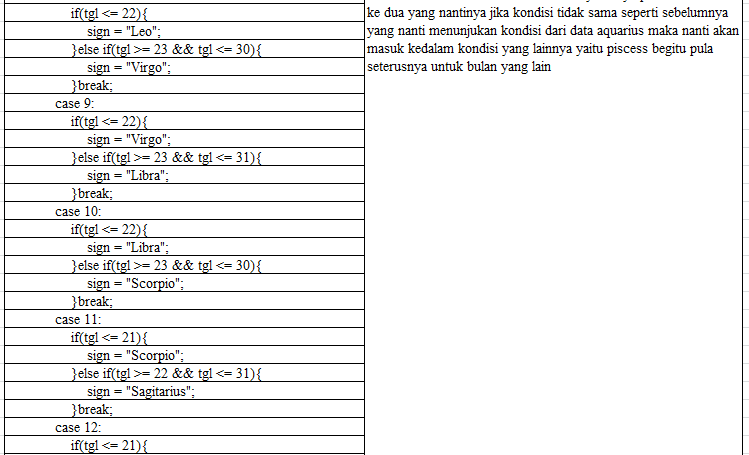 if(tgl <= 22){
sign = "Leo";
}else if(tgl >= 23 && tgl <= 30){
sign = "Virgo";
}break;
case 9:
if(tgl <= 22){
sign = "Virgo";
}else if(tgl >= 23 && tgl <= 31){
sign = "Libra";
}break;
case 10:
if(tgl <= 22){
sign = "Libra";
}else if(tgl >= 23 && tgl <= 30){
sign = "Scorpio";
}break;
case 11:
if(tgl <= 21){
sign = "Scorpio";
}else if(tgl >= 22 && tgl <= 31){
sign = "Sagitarius";
}break;
case 12:
if(tgl <= 21){
ke dua yang nantinya jika kondisi tidak sama seperti sebelumnya
yang nanti menunjukan kondisi dari data aquarius maka nanti akan
masuk kedalam kondisi yang lainnya yaitu piscess begitu pula
seterusnya untuk bulan yang lain